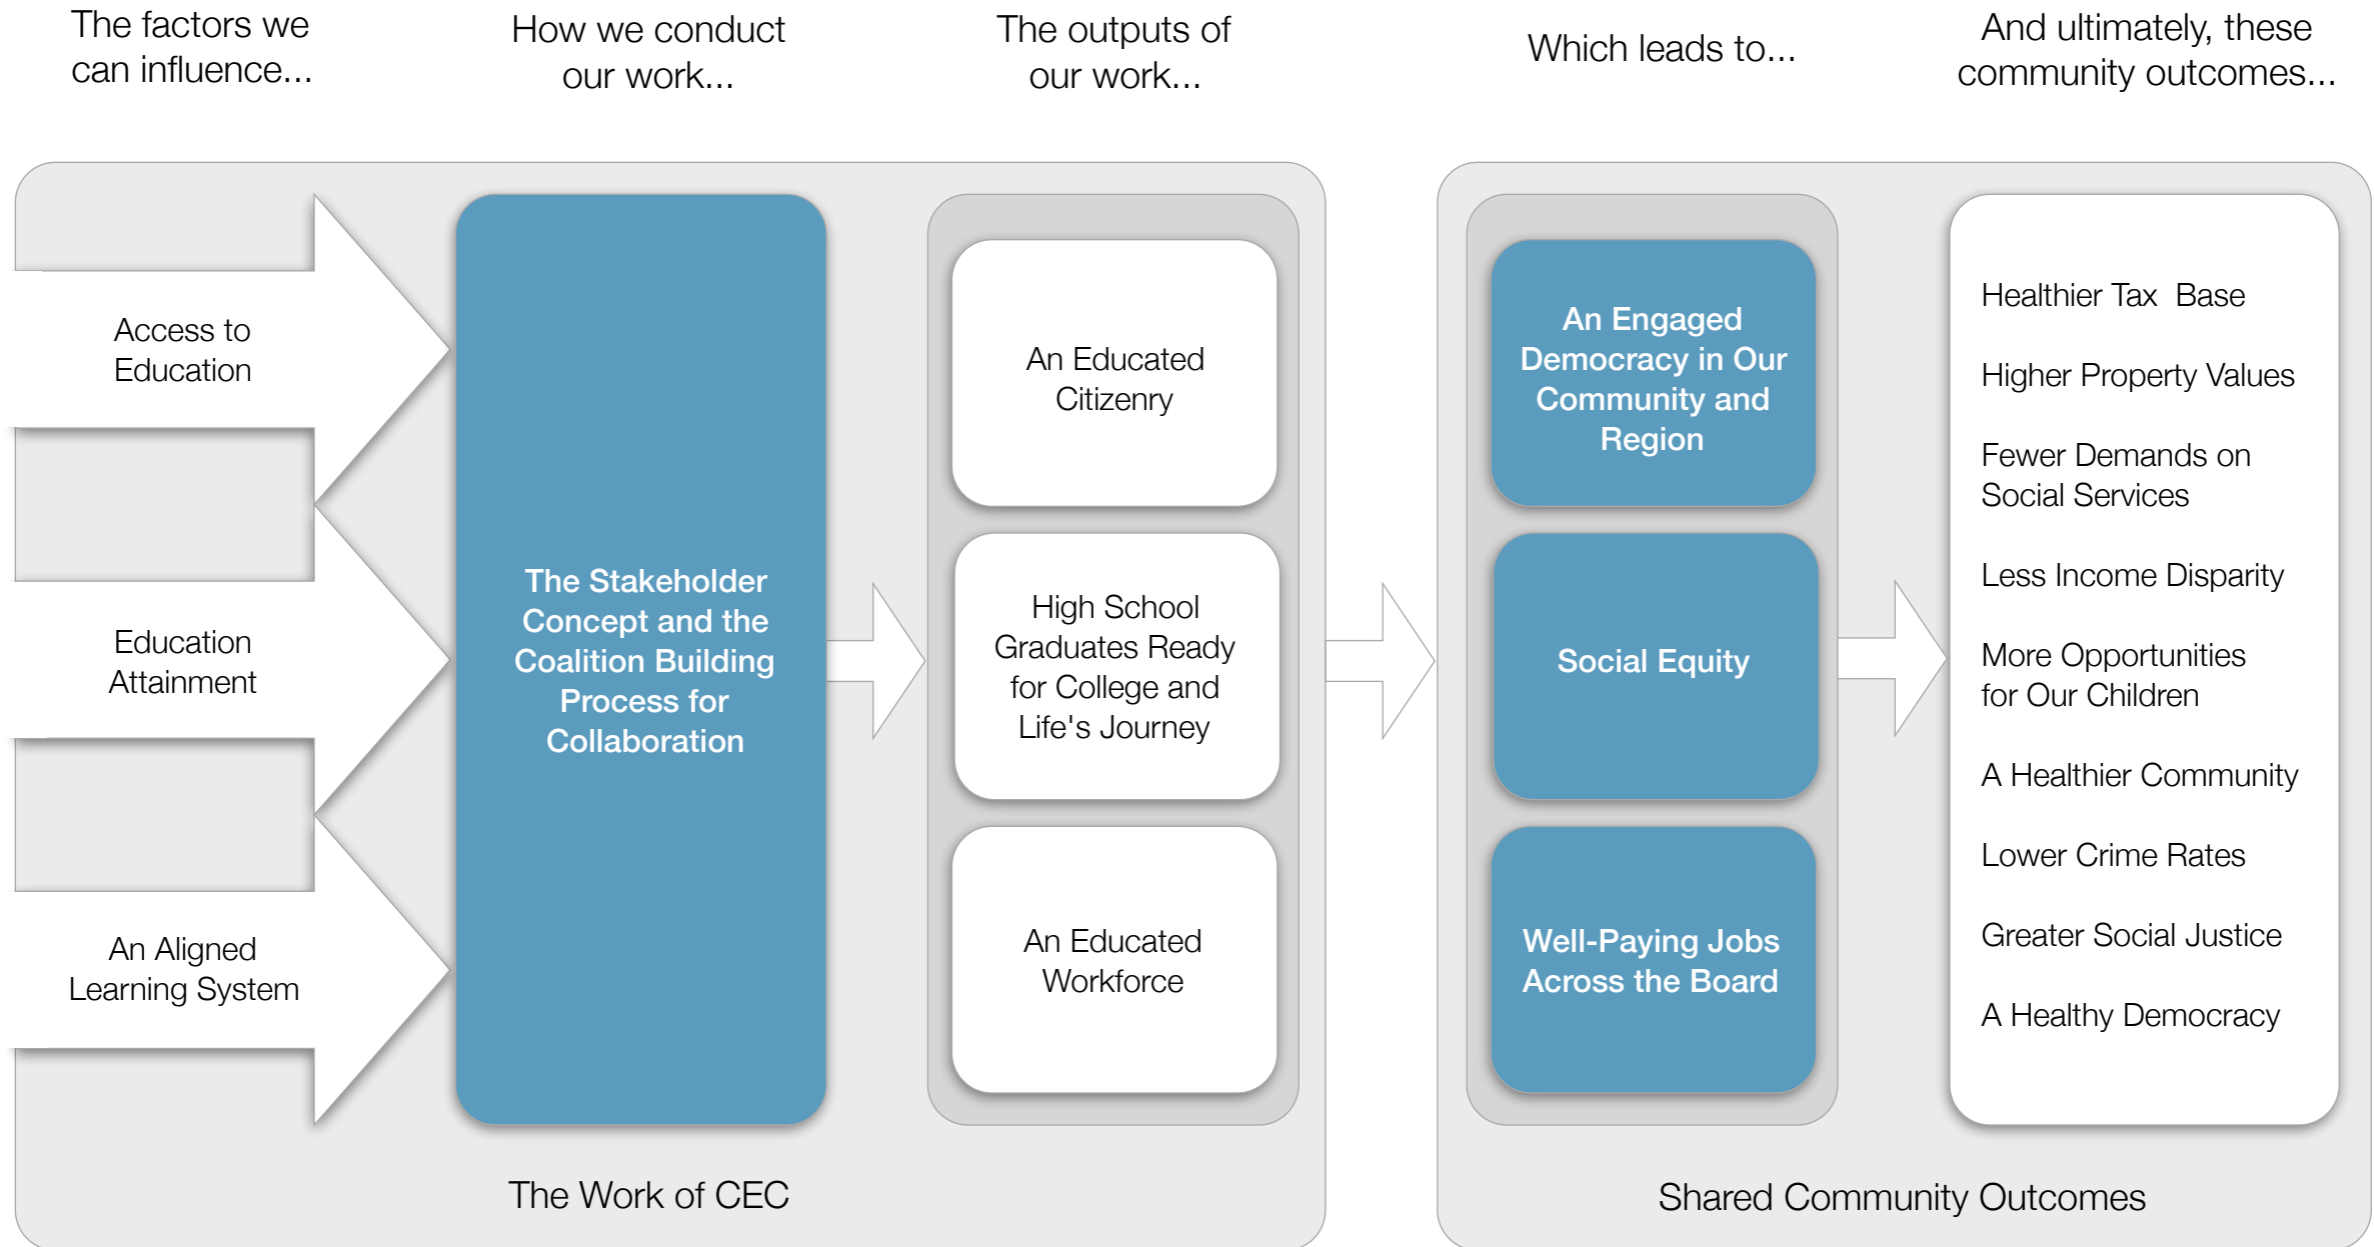 The factors we
can influence...
How we conduct
our work...
The outputs of
our work...
Which leads to...
And ultimately, these
community outcomes...
Access to
Education
Education
Attainment
An Aligned
Learning System
The Stakeholder
Concept and the
Coalition Building
Process for
Collaboration
An Educated
Citizenry
High School
Graduates Ready
for College and
Life's Journey
An Educated
Workforce
The Work of CEC
An Engaged
Democracy in Our
Community and
Region
Social Equity
Well-Paying Jobs
Across the Board
Healthier Tax  Base
Higher Property Values
Fewer Demands on
Social Services
Less Income Disparity
More Opportunities
for Our Children
A Healthier Community
Lower Crime Rates
Greater Social Justice
A Healthy Democracy
Shared Community Outcomes